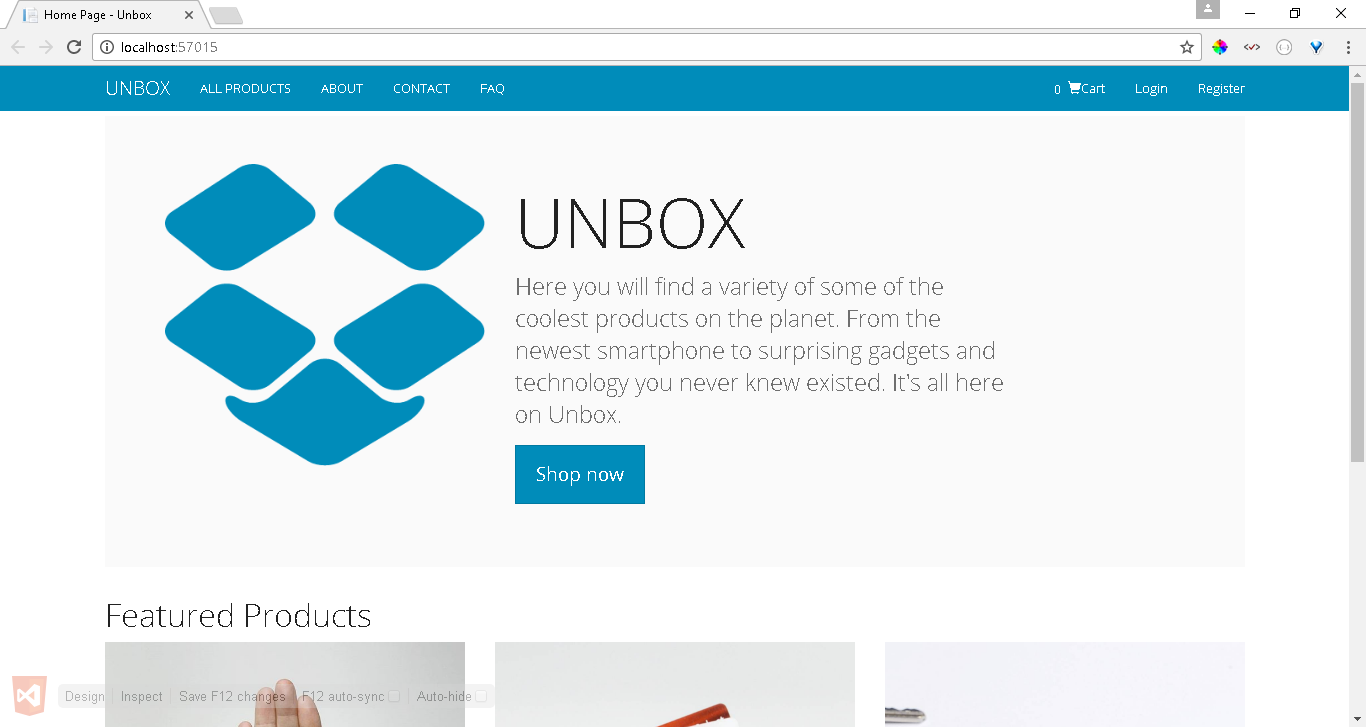 Home Page - Unbox
localhost:57015
UNBOX ALL PRODUCTS ABOUT CONTACT FAQ 0 Cart Login Register
UNBOX
Here you will find a variety of some of the
coolest products on the planet. From the
newest smartphone to surprising gadgets and
technology you never knew existed. It's all here
on Unbox.
Shop now
Featured Products
Design Inspect Save F12 changes F12 auto-sync Auto-hide